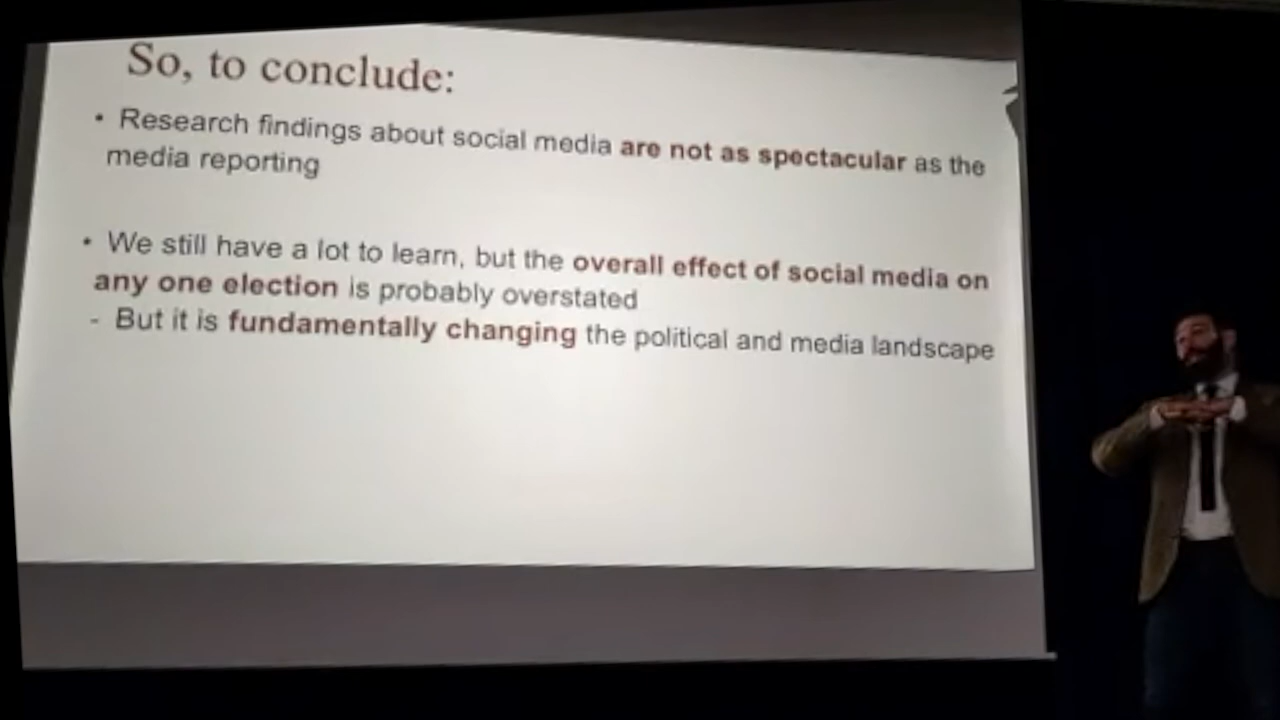 So, to conclude:
• Research findings about social media are not as spectacular as the
media reporting
• We still have a lot to learn, but the overall effect of social media on
any one election is probably overstated
- But it is fundamentally changing the political and media landscape